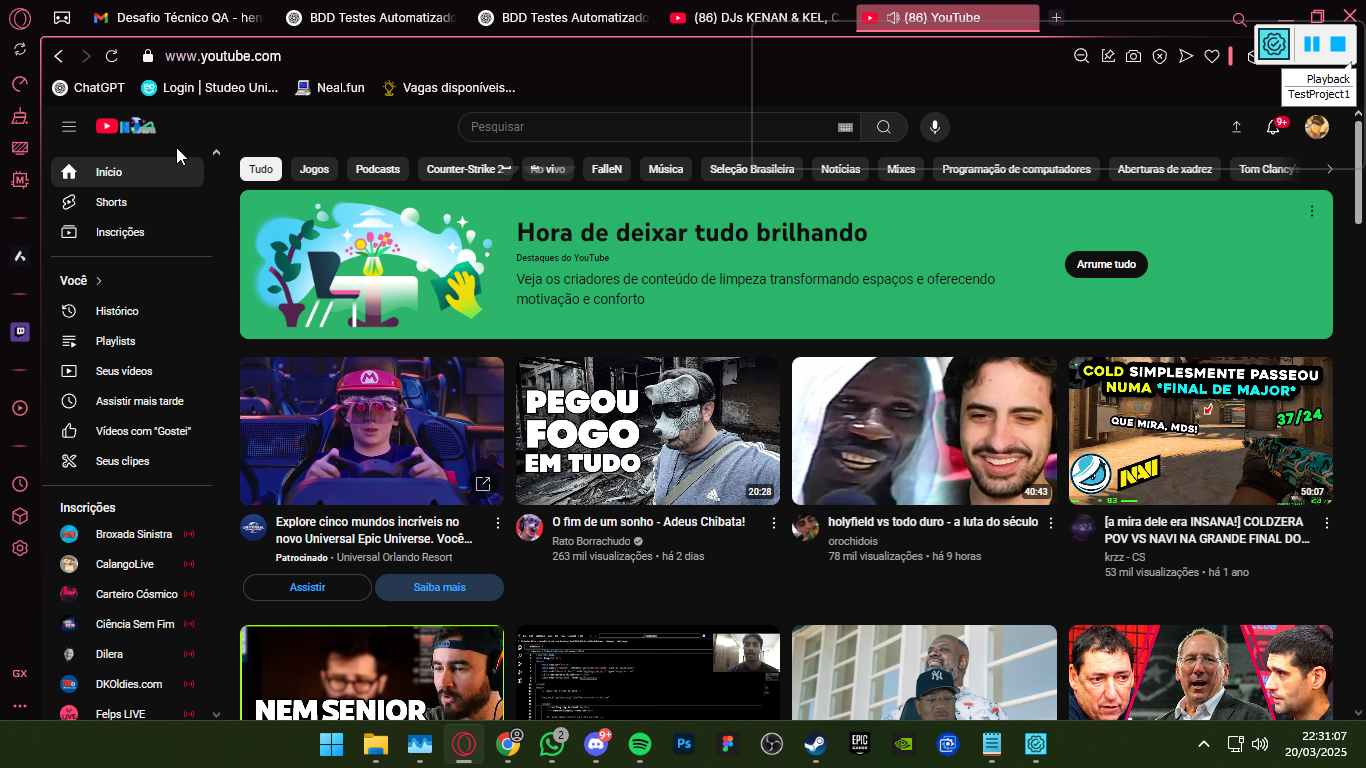 Desafio Técnico QA - hen
BDD Testes Automatizado
BDD Testes Automatizado
(86) DJs KENAN & KEL, C
(86) YouTube
www.youtube.com
Playback
TestProject1
ChatGPT
Login | Studeo Uni...
Neal.fun
Vagas disponíveis...
Pesquisar
9+
Início
Shorts
Inscrições
Você
Histórico
Playlists
Seus vídeos
Assistir mais tarde
Vídeos com "Gostei"
Seus clipes
Inscrições
Broxada Sinistra
CalangoLive
Carteiro Cósmico
Ciência Sem Fim
Dilera
DKOldies.com
Felps LIVE
GX
Tudo
Jogos
Podcasts
Counter-Strike 2
Ao vivo
FalleN
Música
Seleção Brasileira
Notícias
Mixes
Programação de computadores
Aberturas de xadrez
Tom Clancy'
Hora de deixar tudo brilhando
Destaques do YouTube
Veja os criadores de conteúdo de limpeza transformando espaços e oferecendo
motivação e conforto
Arrume tudo
PEGOU
FOGO
EM TUDO
20:28
40:43
COLD SIMPLESMENTE PASSEOU
NUMA *FINAL DE MAJOR*
QUE MIRA, MDS!
37/24
NAVI
50:07
Explore cinco mundos incríveis no
novo Universal Epic Universe. Você...
Patrocinado · Universal Orlando Resort
Assistir
Saiba mais
O fim de um sonho - Adeus Chibata!
Rato Borrachudo
263 mil visualizações • há 2 dias
holyfield vs todo duro - a luta do século
orochidois
78 mil visualizações • há 9 horas
[a mira dele era INSANA!] COLDZERA
POV VS NAVI NA GRANDE FINAL DO...
krzz - CS
53 mil visualizações • há 1 ano
NEM SENIOR
2
9+
Ps
EPIC
GAMES
22:31:07
20/03/2025